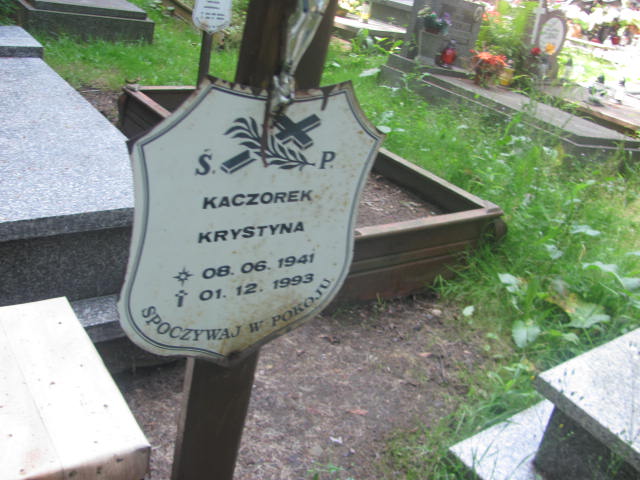 Ś. P.
KACZOREK
KRYSTYNA
08. 06. 1941
01. 12. 1993
SPOCZYWAJ W POKOJU